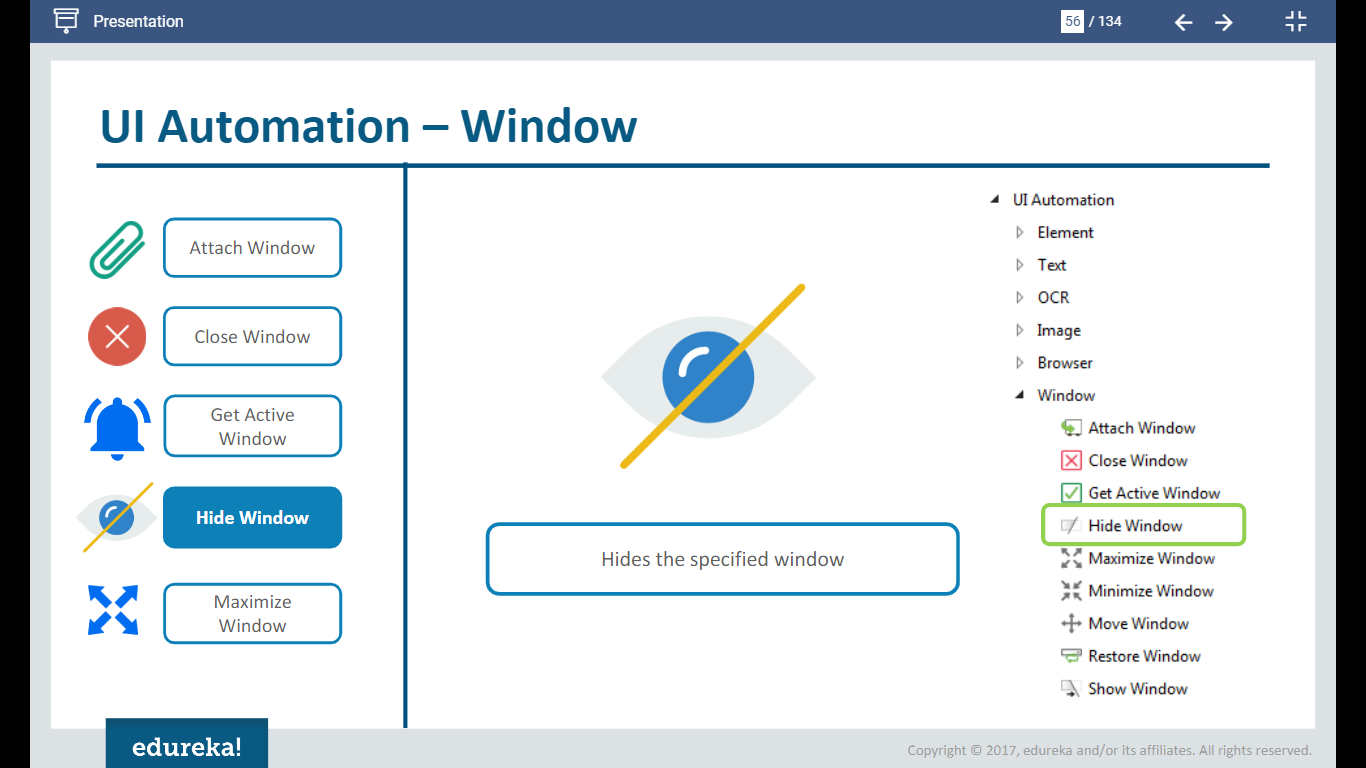 Presentation
56 / 134
UI Automation – Window
Attach Window
Close Window
Get Active
Window
Hide Window
Maximize
Window
Hides the specified window
UI Automation
Element
Text
OCR
Image
Browser
Window
Attach Window
Close Window
Get Active Window
Hide Window
Maximize Window
Minimize Window
Move Window
Restore Window
Show Window
edureka!
Copyright © 2017, edureka and/or its affiliates. All rights reserved.